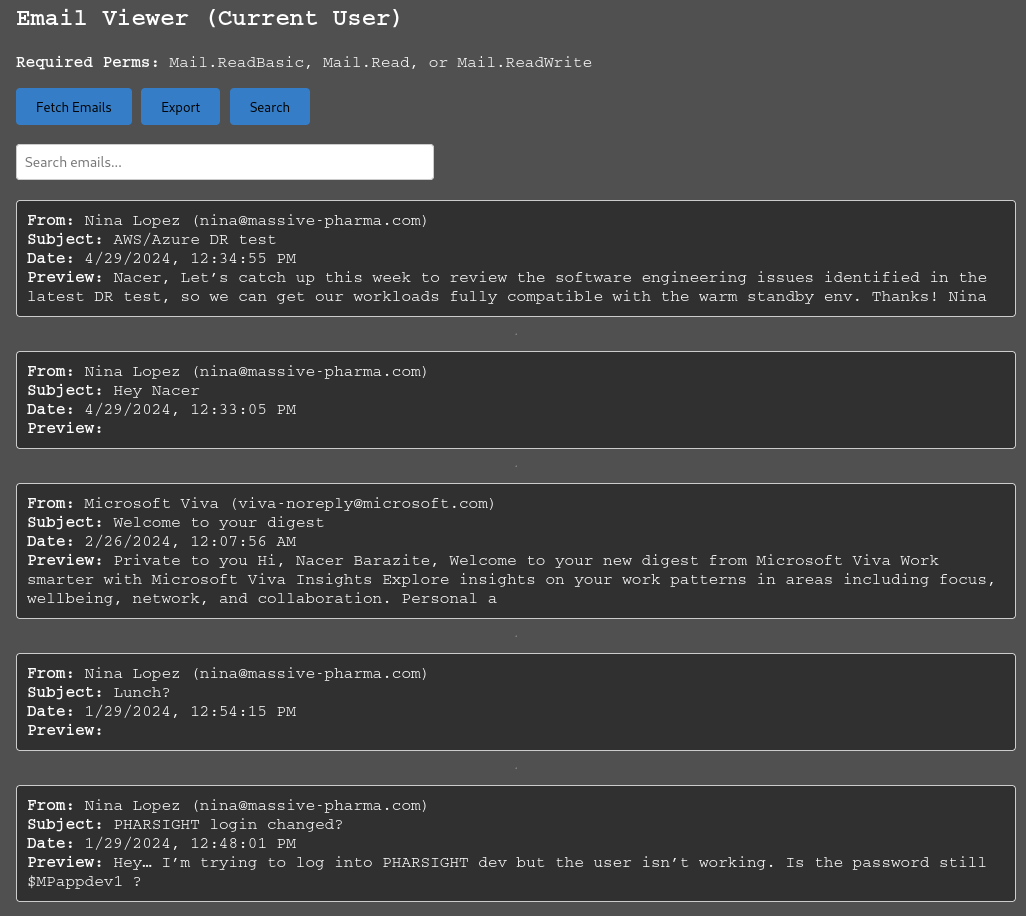 Email Viewer (Current User)
Required Perms: Mail.ReadBasic, Mail.Read, or Mail.ReadWrite
Fetch Emails Export Search
Search emails...
From: Nina Lopez (nina@massive-pharma.com)
Subject: AWS/Azure DR test
Date: 4/29/2024, 12:34:55 PM
Preview: Nacer, Let’s catch up this week to review the software engineering issues identified in the
latest DR test, so we can get our workloads fully compatible with the warm standby env. Thanks! Nina
From: Nina Lopez (nina@massive-pharma.com)
Subject: Hey Nacer
Date: 4/29/2024, 12:33:05 PM
Preview:
From: Microsoft Viva (viva-noreply@microsoft.com)
Subject: Welcome to your digest
Date: 2/26/2024, 12:07:56 AM
Preview: Private to you Hi, Nacer Barazite, Welcome to your new digest from Microsoft Viva Work
smarter with Microsoft Viva Insights Explore insights on your work patterns in areas including focus,
wellbeing, network, and collaboration. Personal a
From: Nina Lopez (nina@massive-pharma.com)
Subject: Lunch?
Date: 1/29/2024, 12:54:15 PM
Preview:
From: Nina Lopez (nina@massive-pharma.com)
Subject: PHARSIGHT login changed?
Date: 1/29/2024, 12:48:01 PM
Preview: Hey… I’m trying to log into PHARSIGHT dev but the user isn’t working. Is the password still
$MPappdev1 ?